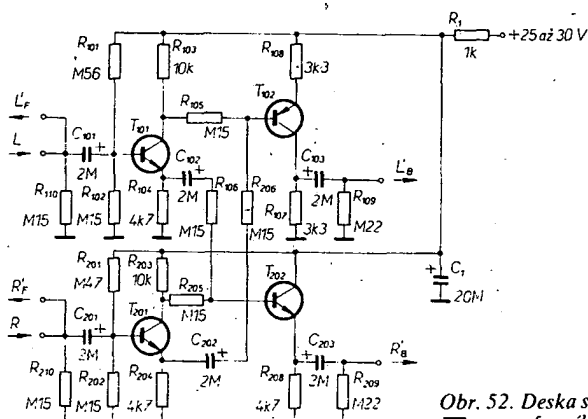 R₁
+25 až 30 V
1k
R₁₀₁
M56
R₁₀₃
10k
R₁₀₈
3k3
L'F
L
C₁₀₁
+
2M
T₁₀₁
R₁₀₅
M15
T₁₀₂
C₁₀₂
+
2M
R₁₀₆
M15
R₂₀₆
M15
C₁₀₃
+
2M
L'B
R₁₁₀
M15
R₁₀₂
M15
R₁₀₄
4k7
R₁₀₇
3k3
R₁₀₉
M22
R₂₀₁
M47
R₂₀₃
10k
R'F
R
C₂₀₁
+
2M
T₂₀₁
R₂₀₅
M15
T₂₀₂
C₂₀₂
+
2M
C₂₀₃
+
2M
R'B
+
C₁
20M
R₂₁₀
M15
R₂₀₂
M15
R₂₀₄
4k7
R₂₀₈
4k7
R₂₀₉
M22
Obr. 52. Deska s